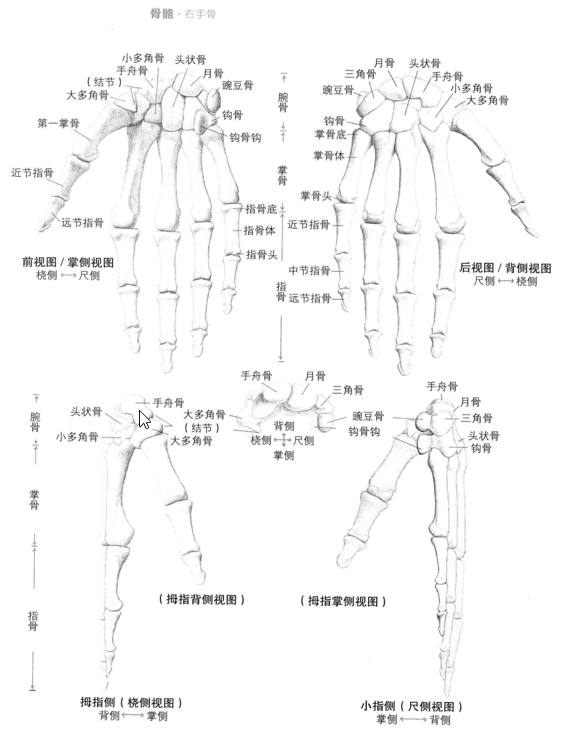 骨骼·右手骨
小多角骨
头状骨
手舟骨
月骨
（结节）
豌豆骨
大多角骨
第一掌骨
钩骨
钩骨钩
近节指骨
远节指骨
指骨底
指骨体
指骨头
前视图 / 掌侧视图
桡侧 ⟷ 尺侧
腕骨
掌骨
指骨
月骨
头状骨
三角骨
手舟骨
豌豆骨
小多角骨
大多角骨
钩骨
掌骨底
掌骨体
掌骨头
近节指骨
中节指骨
远节指骨
后视图 / 背侧视图
尺侧 ⟷ 桡侧
腕骨
掌骨
指骨
手舟骨
头状骨
小多角骨
大多角骨
（结节）
大多角骨
（拇指背侧视图）
拇指侧（桡侧视图）
背侧 ⟷ 掌侧
手舟骨
月骨
三角骨
豌豆骨
钩骨钩
背侧
桡侧 尺侧
掌侧
手舟骨
月骨
三角骨
头状骨
钩骨
（拇指掌侧视图）
小指侧（尺侧视图）
掌侧 ⟷ 背侧